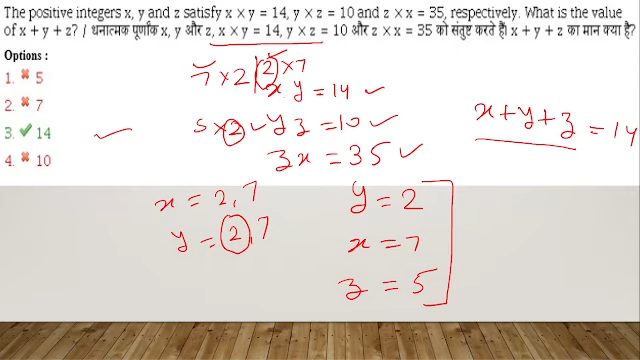 The positive integers x, y and z satisfy x × y = 14, y × z = 10 and z × x = 35, respectively. What is the value
of x + y + z? / धनात्मक पूर्णांक x, y और z, x × y = 14, y × z = 10 और z × x = 35 को संतुष्ट करते हैं। x + y + z का मान क्या है?
Options :
1. 5
2. 7
3. 14
4. 10
7 × 2 | 2 × 7
x y = 14
5 × 2 y z = 10
z x = 35
x + y + z = 14
x = 2, 7
y = 2, 7
y = 2
x = 7
z = 5